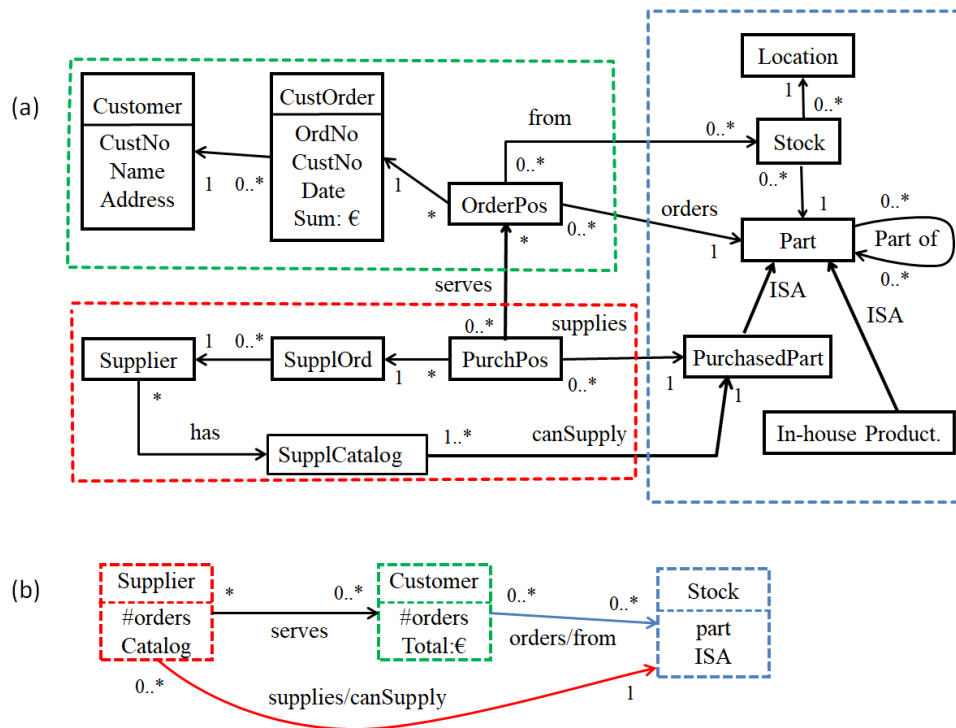 (a)
Customer
CustNo
Name
Address
1
0..*
CustOrder
OrdNo
CustNo
Date
Sum: €
1
*
OrderPos
from
0..*
0..*
Location
1
0..*
Stock
0..*
1
orders
0..*
1
Part
0..*
Part of
0..*
*
serves
0..*
ISA
ISA
Supplier
1
0..*
SupplOrd
1
*
PurchPos
supplies
0..*
1
PurchasedPart
1
*
has
SupplCatalog
1..*
canSupply
In-house Product.
(b)
Supplier
#orders
Catalog
*
0..*
serves
Customer
#orders
Total:€
0..*
0..*
orders/from
Stock
part
ISA
0..*
supplies/canSupply
1